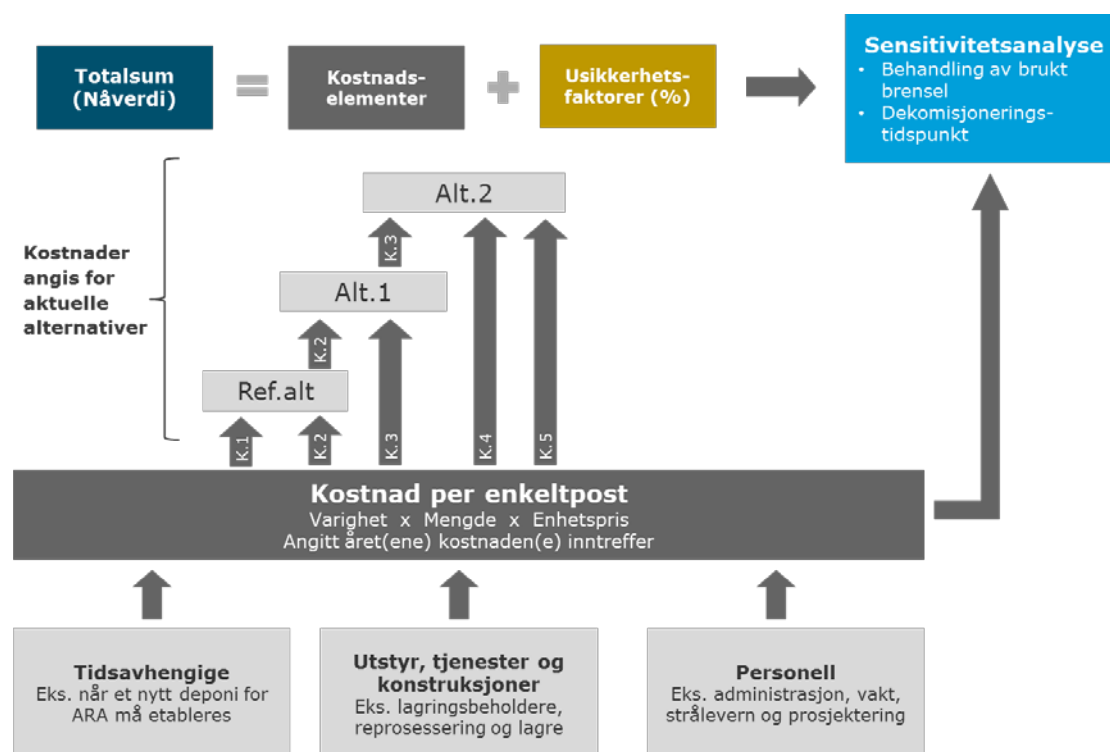 Totalsum
(Nåverdi)
=
Kostnads-
elementer
+
Usikkerhets-
faktorer (%)
Sensitivitetsanalyse
• Behandling av brukt
brensel
• Dekomisjonerings-
tidspunkt
Kostnader
angis for
aktuelle
alternativer
Alt.2
K.3
Alt.1
K.2
Ref.alt
K.1
K.2
K.3
K.4
K.5
Kostnad per enkeltpost
Varighet x Mengde x Enhetspris
Angitt året(ene) kostnaden(e) inntreffer
Tidsavhengige
Eks. når et nytt deponi for
ARA må etableres
Utstyr, tjenester og
konstruksjoner
Eks. lagringsbeholdere,
reprosessering og lagre
Personell
Eks. administrasjon, vakt,
strålevern og prosjektering